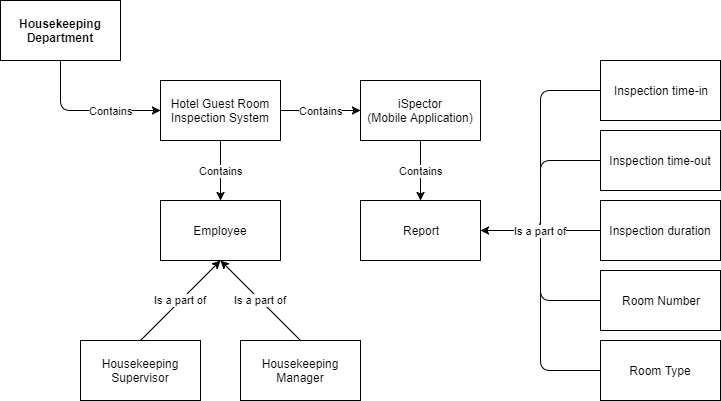 Housekeeping
Department
Contains
Hotel Guest Room
Inspection System
Contains
iSpector
(Mobile Application)
Inspection time-in
Inspection time-out
Contains
Contains
Employee
Report
Is a part of
Inspection duration
Is a part of
Is a part of
Room Number
Housekeeping
Supervisor
Housekeeping
Manager
Room Type